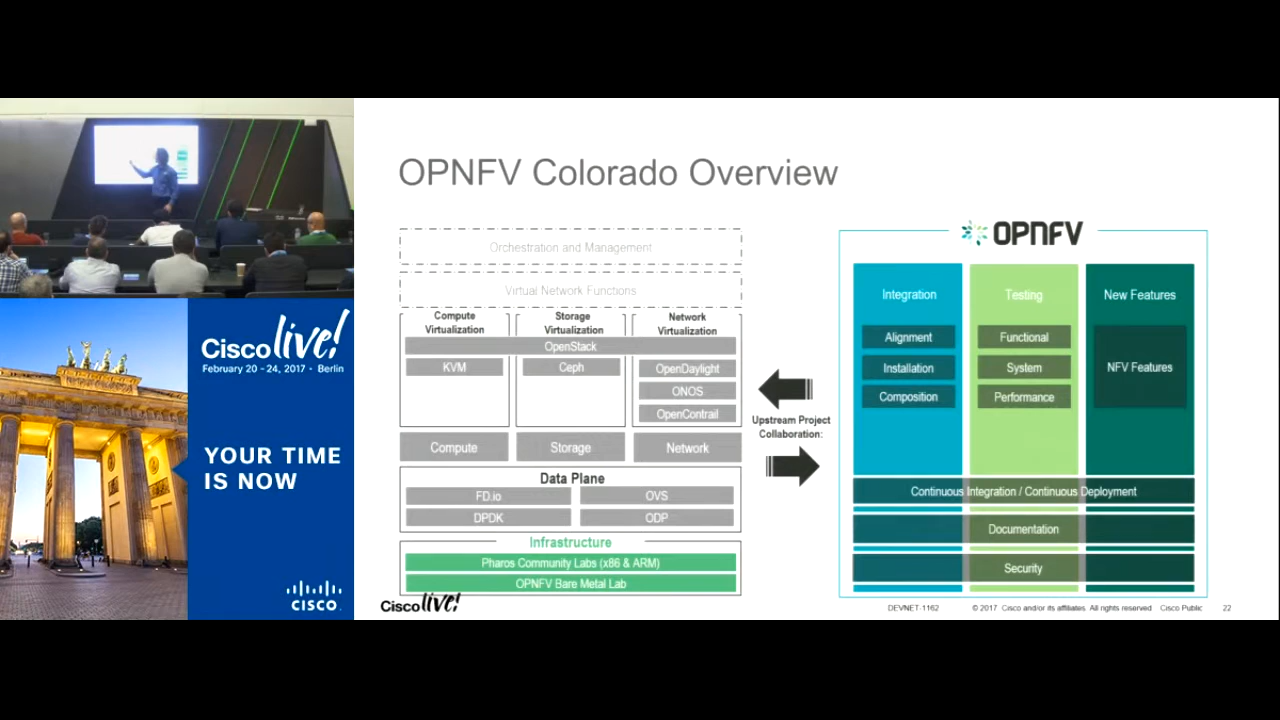 Cisco live!
February 20 - 24, 2017 • Berlin
YOUR TIME
IS NOW
CISCO
OPNFV Colorado Overview
Orchestration and Management
Virtual Network Functions
Compute
Virtualization
Storage
Virtualization
Network
Virtualization
OpenStack
KVM
Ceph
OpenDaylight
ONOS
OpenContrail
Compute
Storage
Network
Data Plane
FD.io
OVS
DPDK
ODP
Infrastructure
Pharos Community Labs (x86 & ARM)
OPNFV Bare Metal Lab
Upstream Project
Collaboration:
OPNFV
Integration
Testing
New Features
Alignment
Functional
NFV Features
Installation
System
Composition
Performance
Continuous Integration / Continuous Deployment
Documentation
Security
Cisco live!
DEVNET-1162
© 2017 Cisco and/or its affiliates. All rights reserved
Cisco Public
22